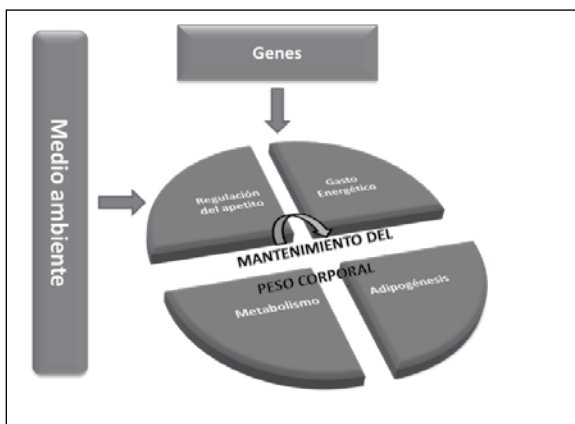 Genes
Medio ambiente
Regulación
del apetito
Gasto
Energético
MANTENIMIENTO DEL
PESO CORPORAL
Metabolismo
Adipogénesis